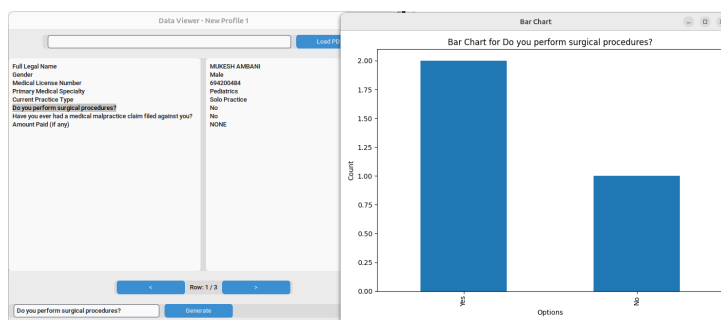 Data Viewer - New Profile 1
Load PD
Full Legal Name
Gender
Medical License Number
Primary Medical Specialty
Current Practice Type
Do you perform surgical procedures?
Have you ever had a medical malpractice claim filed against you?
Amount Paid (if any)
MUKESH AMBANI
Male
694200484
Pediatrics
Solo Practice
No
No
NONE
<
Row: 1 / 3
>
Do you perform surgical procedures?
Generate
Bar Chart
Bar Chart for Do you perform surgical procedures?
2.00
1.75
1.50
1.25
1.00
0.75
0.50
0.25
0.00
Count
Yes
No
Options